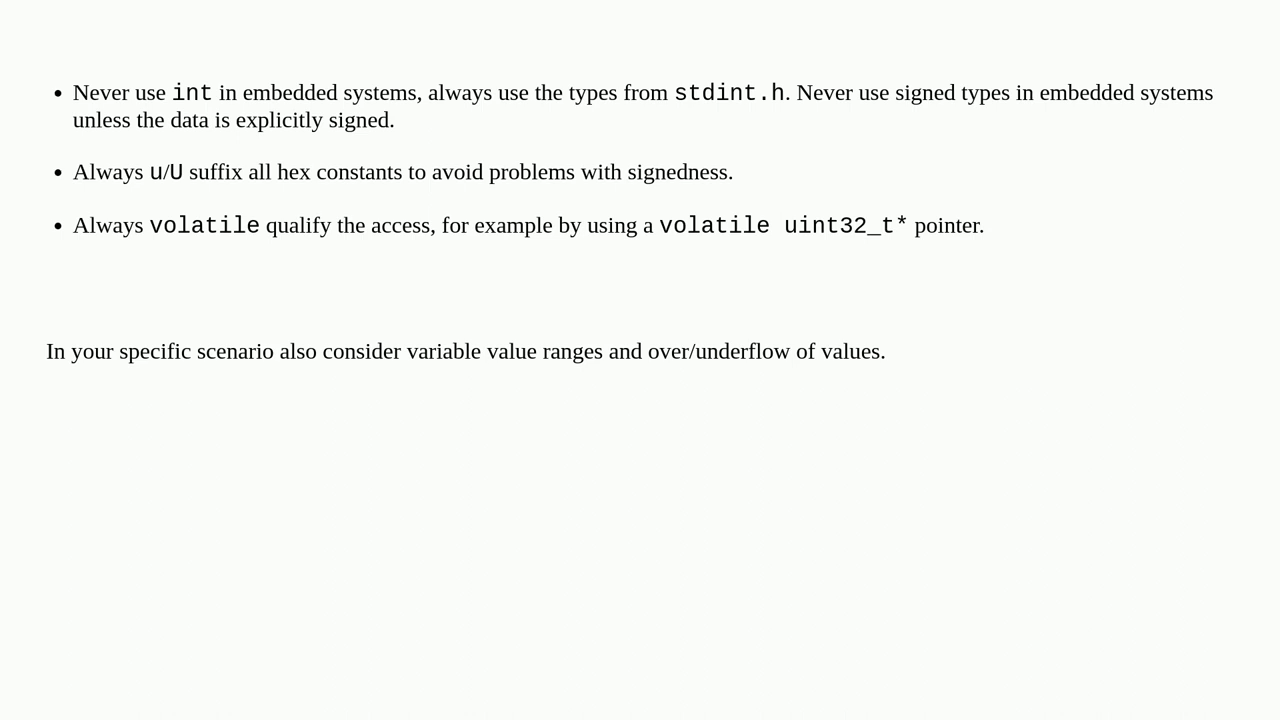 • Never use int in embedded systems, always use the types from stdint.h. Never use signed types in embedded systems
unless the data is explicitly signed.
• Always u/U suffix all hex constants to avoid problems with signedness.
• Always volatile qualify the access, for example by using a volatile uint32_t* pointer.
In your specific scenario also consider variable value ranges and over/underflow of values.